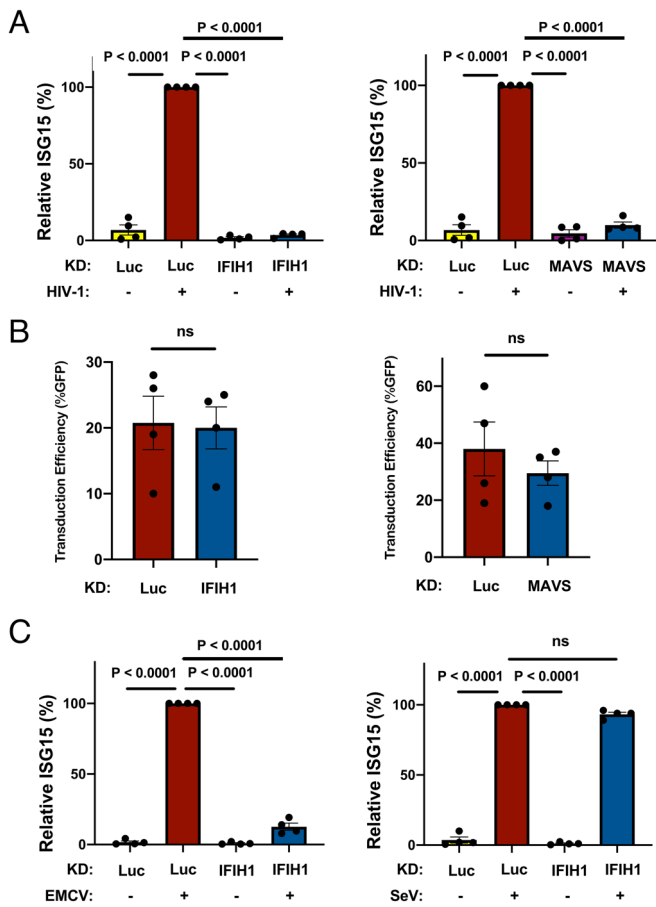 A
P < 0.0001
P < 0.0001 P < 0.0001
Relative ISG15 (%)
100
50
0
KD: Luc Luc IFIH1 IFIH1
HIV-1: - + - +
P < 0.0001
P < 0.0001 P < 0.0001
Relative ISG15 (%)
100
50
0
KD: Luc Luc MAVS MAVS
HIV-1: - + - +
B
ns
Transduction Efficiency (%GFP)
30
20
10
0
KD: Luc IFIH1
ns
Transduction Efficiency (%GFP)
60
40
20
0
KD: Luc MAVS
C
P < 0.0001
P < 0.0001 P < 0.0001
Relative ISG15 (%)
100
50
0
KD: Luc Luc IFIH1 IFIH1
EMCV: - + - +
ns
P < 0.0001 P < 0.0001
Relative ISG15 (%)
100
50
0
KD: Luc Luc IFIH1 IFIH1
SeV: - + - +